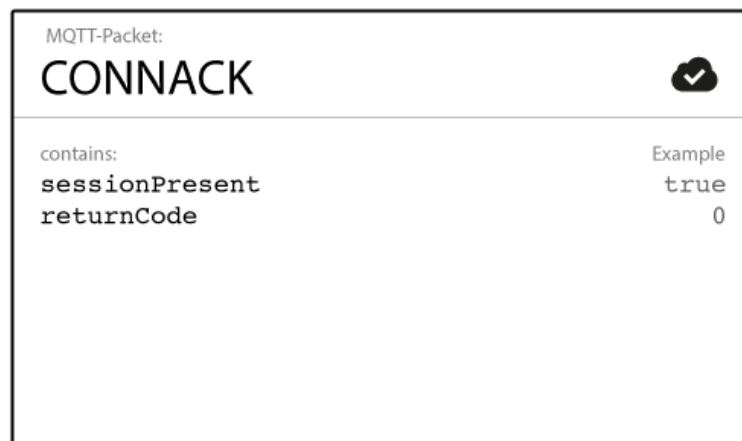 MQTT-Packet:
CONNACK
contains: Example
sessionPresent true
returnCode 0